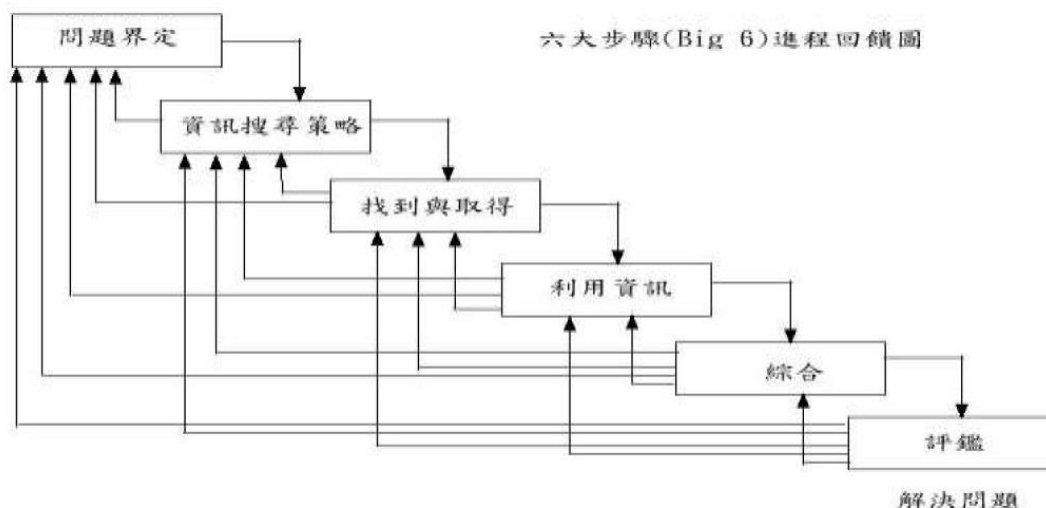 問題界定
六大步驟(Big 6)進程回饋圖
資訊搜尋策略
找到與取得
利用資訊
綜合
評鑑
解決問題